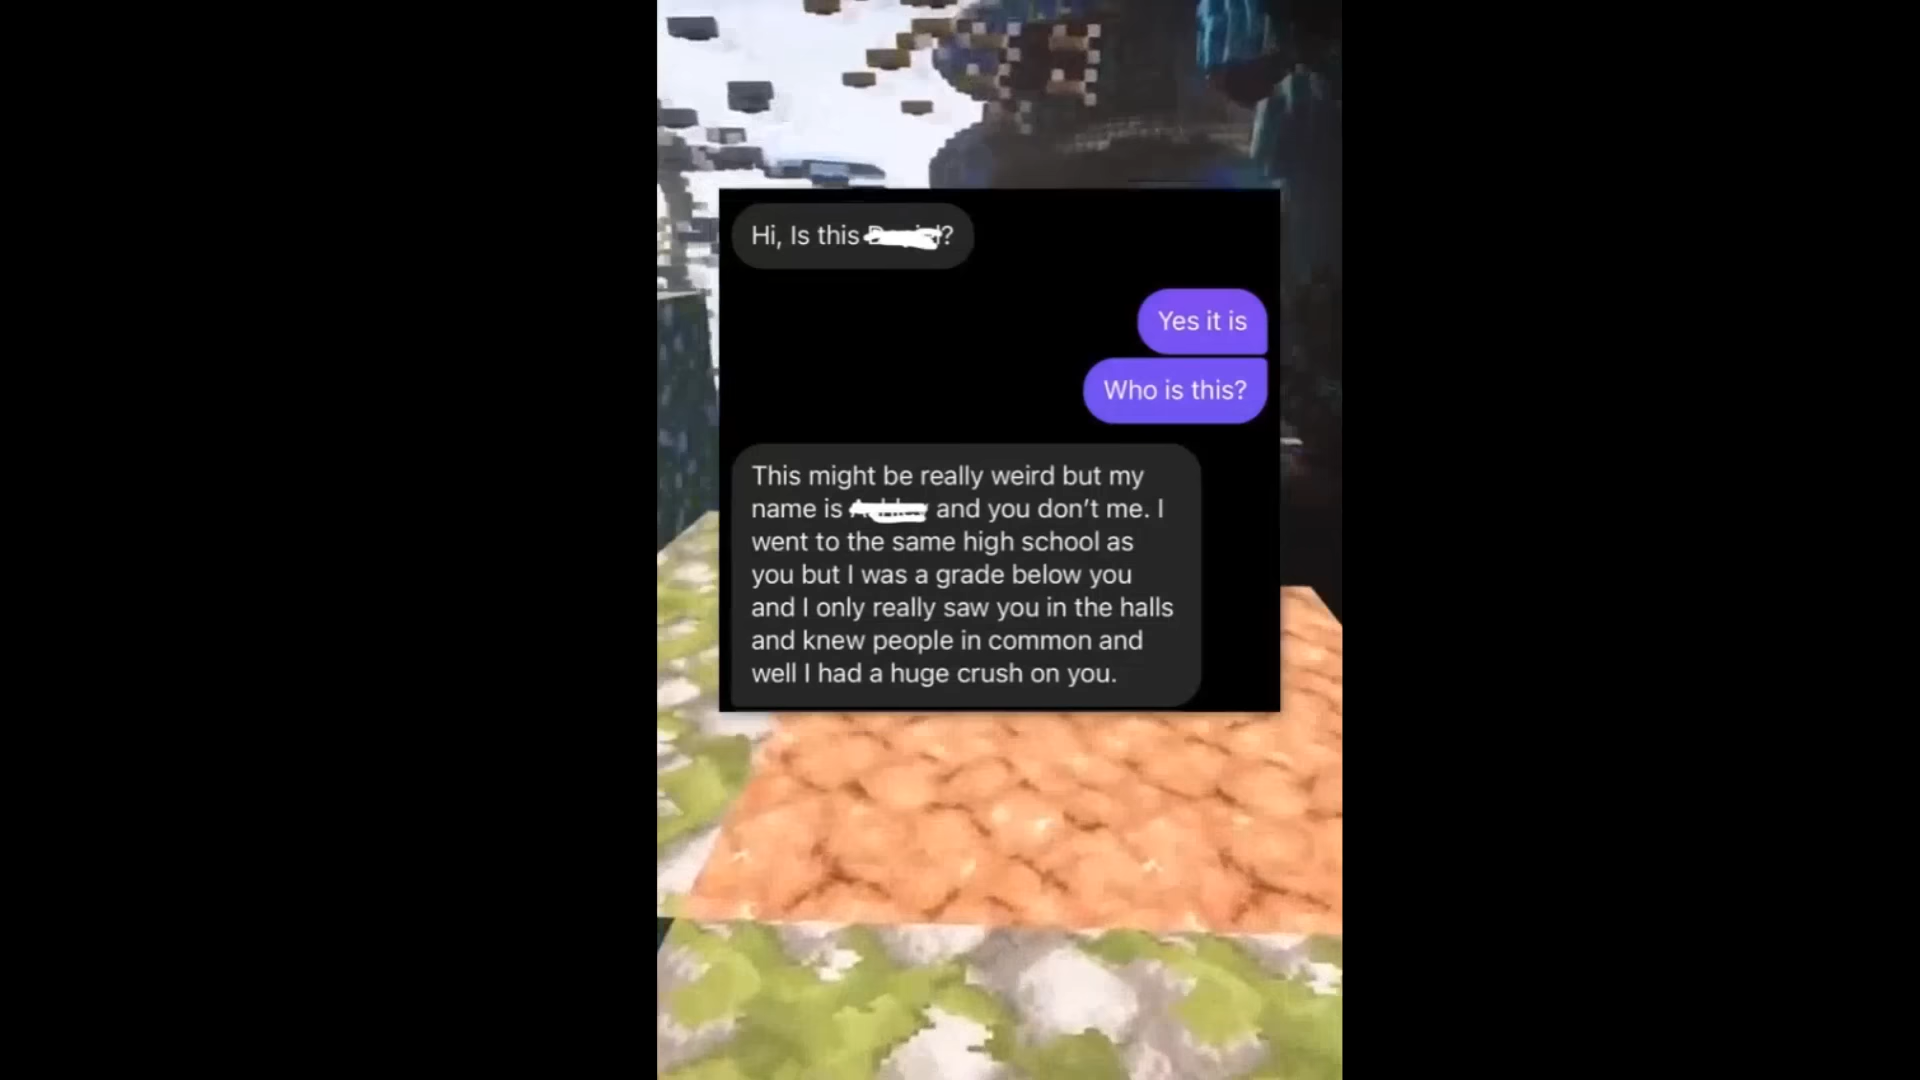 Hi, Is this ?
Yes it is
Who is this?
This might be really weird but my
name is and you don’t me. I
went to the same high school as
you but I was a grade below you
and I only really saw you in the halls
and knew people in common and
well I had a huge crush on you.